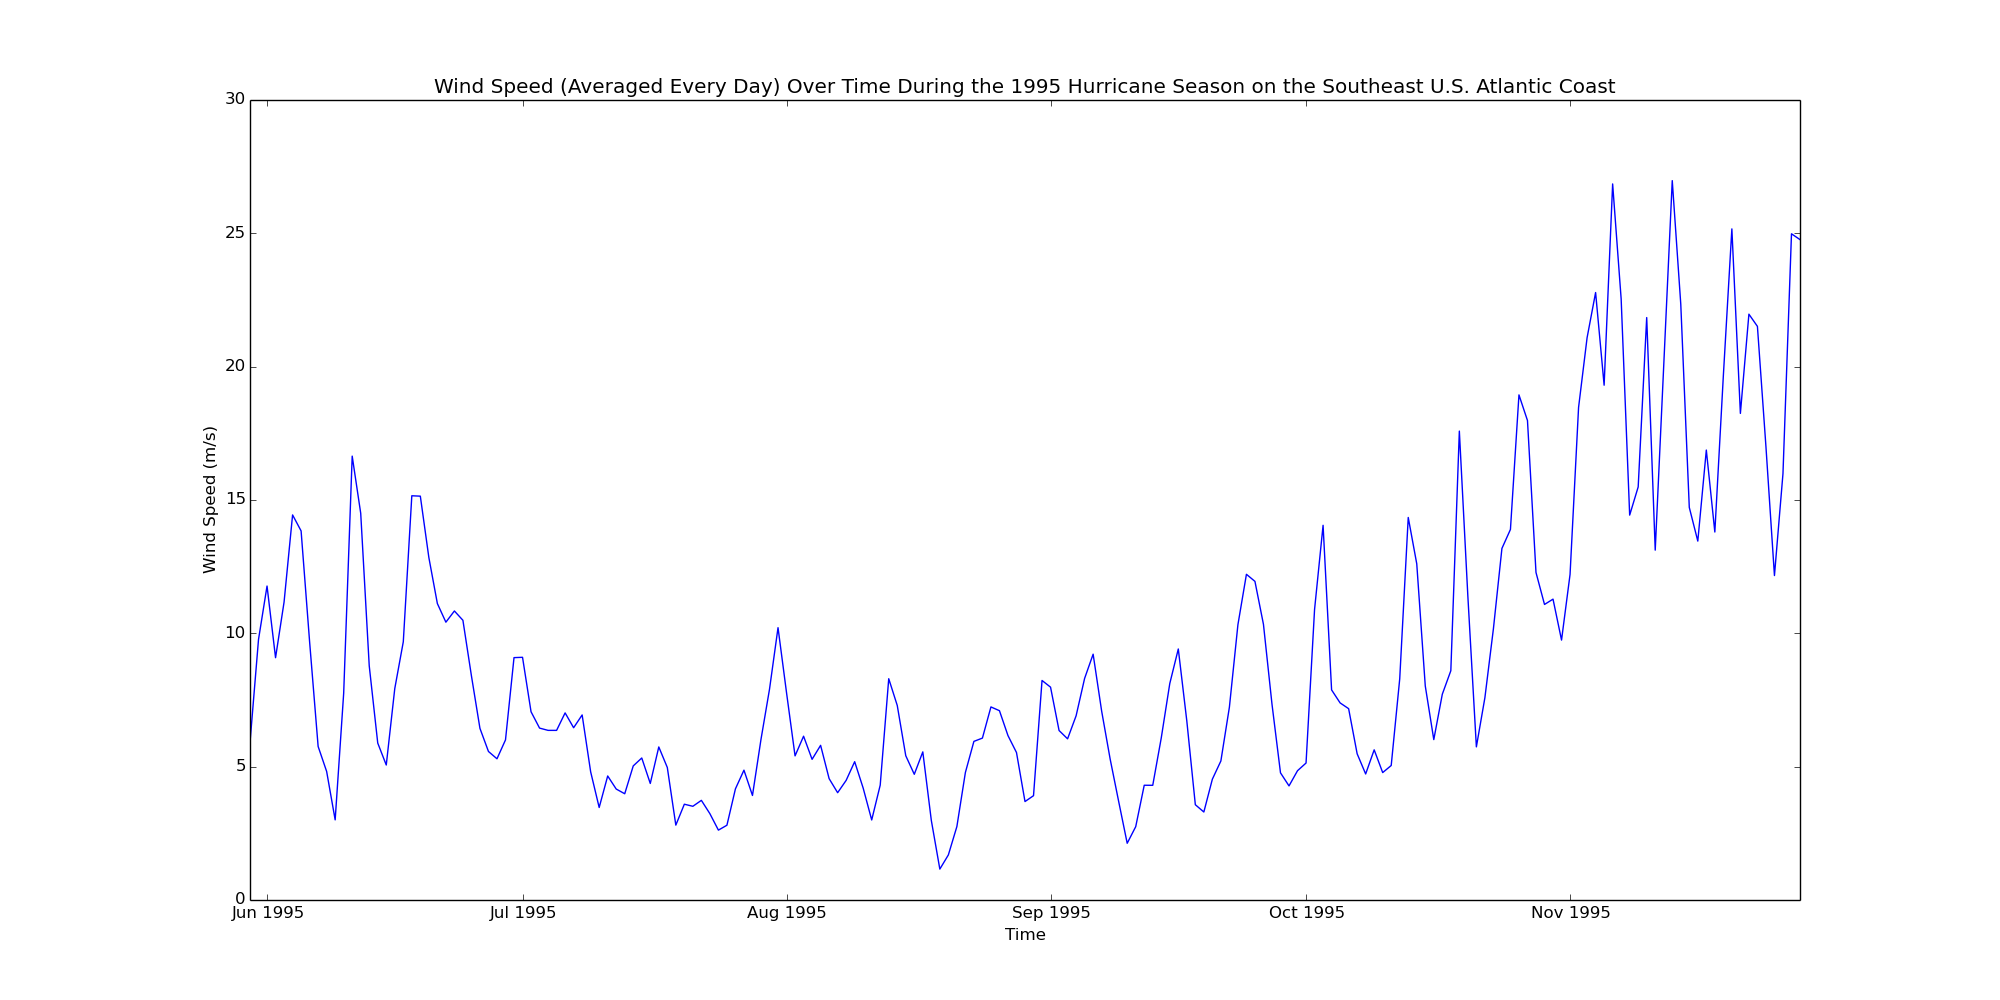 Wind Speed (Averaged Every Day) Over Time During the 1995 Hurricane Season on the Southeast U.S. Atlantic Coast
30
25
20
15
10
5
0
Wind Speed (m/s)
Jun 1995 Jul 1995 Aug 1995 Sep 1995 Oct 1995 Nov 1995
Time